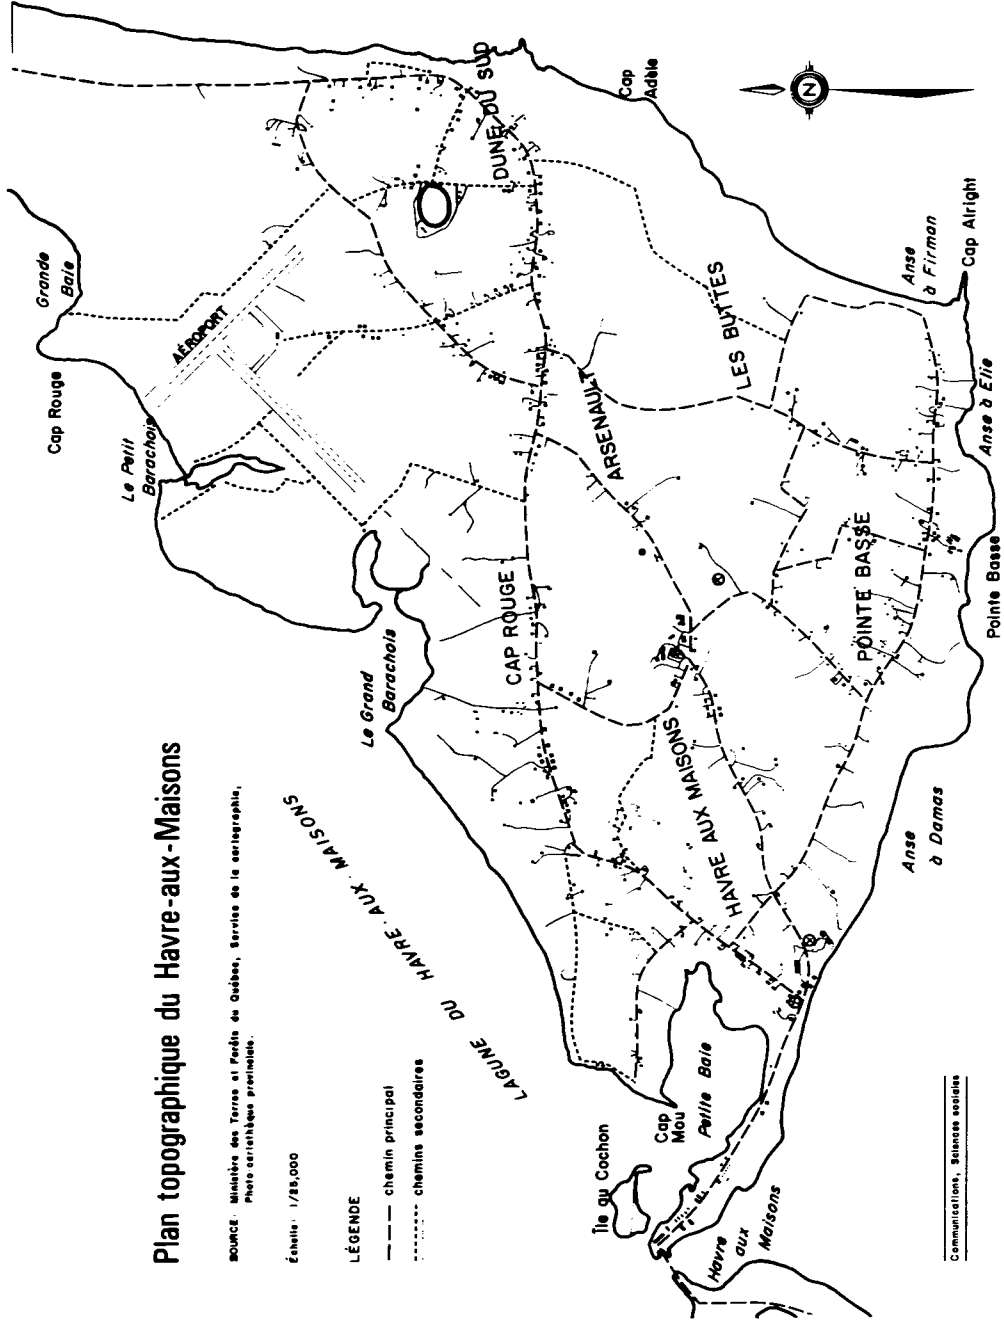 Plan topographique du Havre-aux-Maisons
SOURCE: Ministère des Terres et Forêts du Québec, Service de la cartographie,
Photo-cartothèque provinciale.
Échelle: 1/25,000
LÉGENDE
chemin principal
chemins secondaires
Cap Rouge
Grande
Baie
Le Petit
Barachois
AÉROPORT
Le Grand
Barachois
LAGUNE DU HAVRE-AUX-MAISONS
DUNE DU SUD
Cap
Adèle
N
CAP ROUGE
ARSENAULT
LES BUTTES
HAVRE AUX MAISONS
POINTE BASSE
Anse
à Firman
Cap Alright
Anse à Elie
Pointe Basse
Anse
à Damas
Île au Cochon
Cap
Mou
Petite Baie
Havre
aux
Maisons
Communications, Sciences sociales